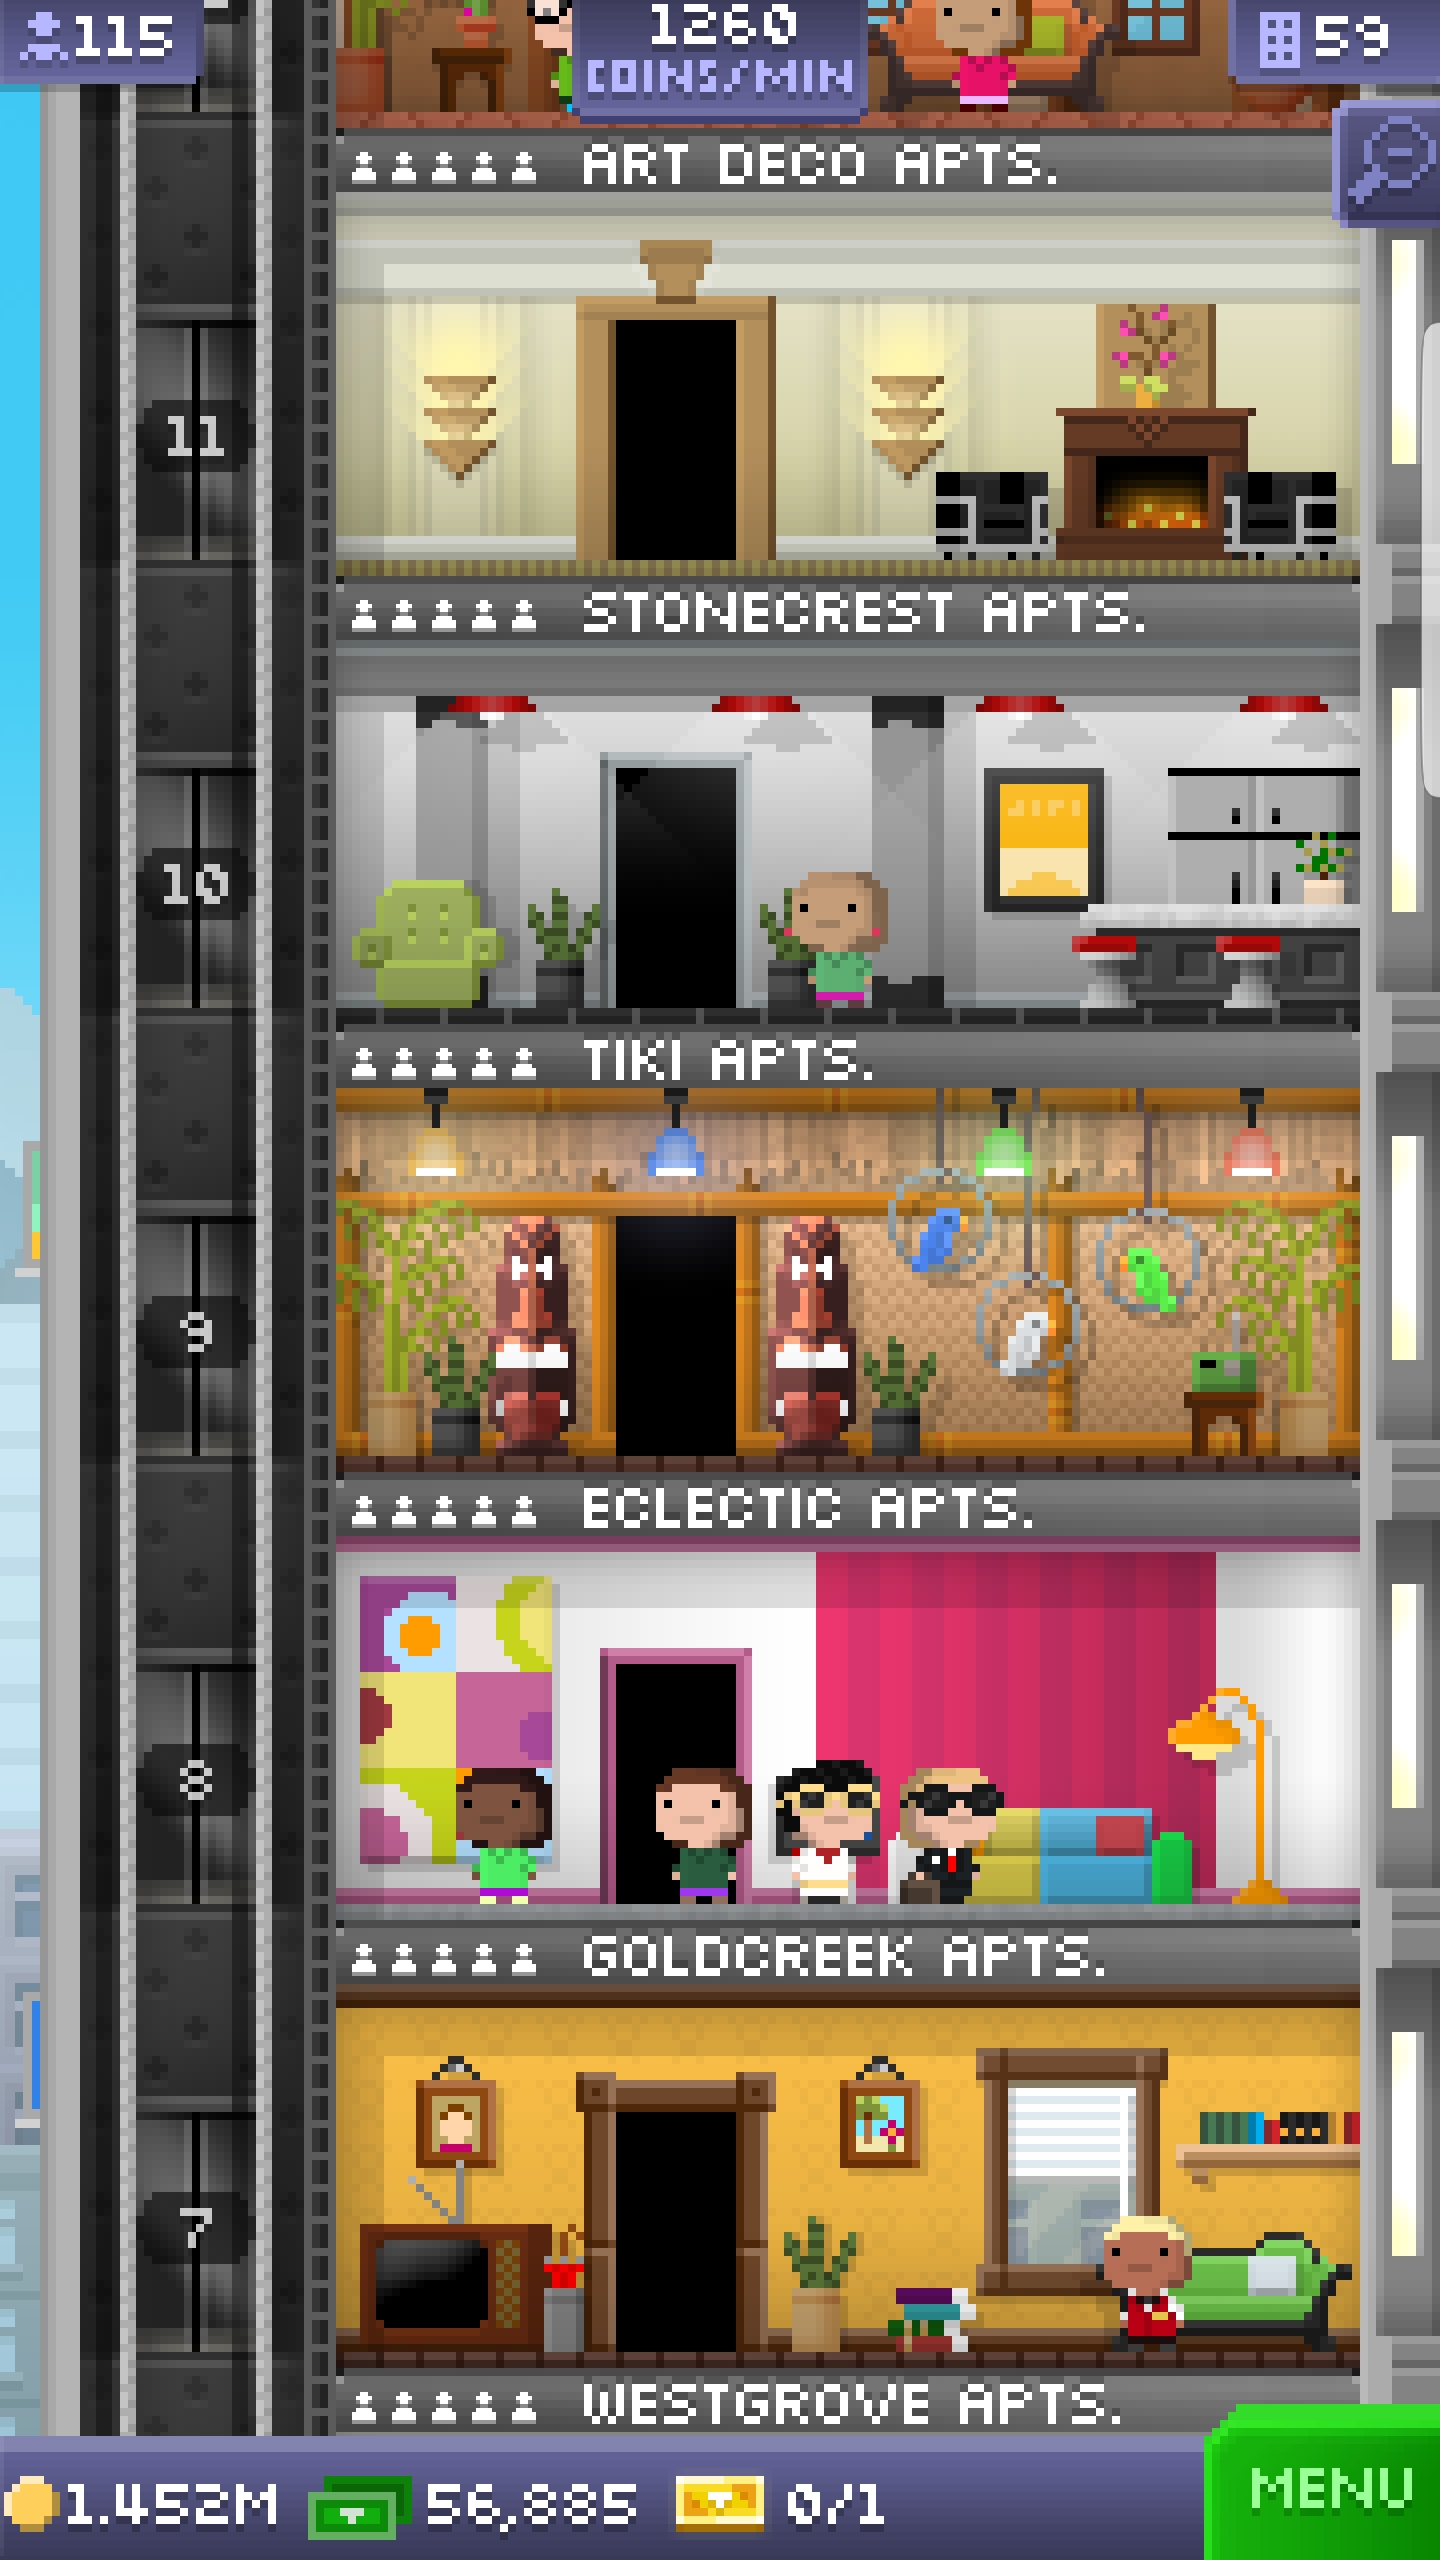 115
1260
COINS/MIN
59
ART DECO APTS.
11
STONECREST APTS.
10
TIKI APTS.
9
ECLECTIC APTS.
8
GOLDCREEK APTS.
7
WESTGROVE APTS.
1.452M
56,885
0/1
MENU